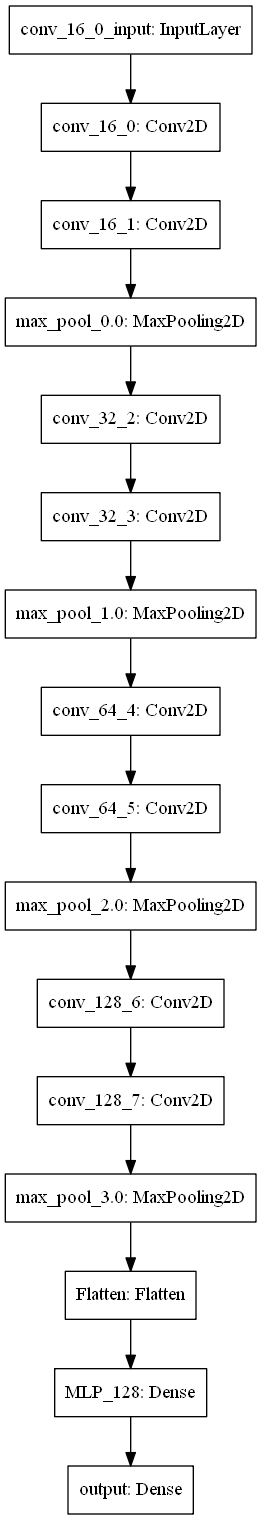 conv_16_0_input: InputLayer
conv_16_0: Conv2D
conv_16_1: Conv2D
max_pool_0.0: MaxPooling2D
conv_32_2: Conv2D
conv_32_3: Conv2D
max_pool_1.0: MaxPooling2D
conv_64_4: Conv2D
conv_64_5: Conv2D
max_pool_2.0: MaxPooling2D
conv_128_6: Conv2D
conv_128_7: Conv2D
max_pool_3.0: MaxPooling2D
Flatten: Flatten
MLP_128: Dense
output: Dense